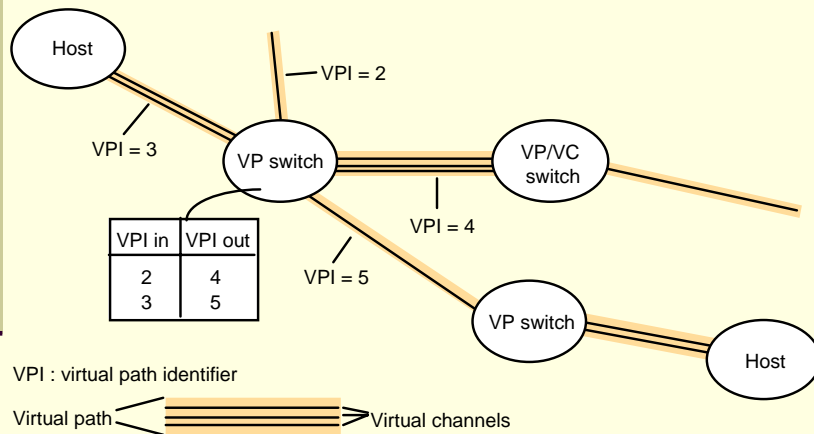 Host
VPI = 2
VPI = 3
VP switch
VP/VC
switch
VPI = 4
VPI in VPI out
2 4
3 5
VPI = 5
VP switch
Host
VPI : virtual path identifier
Virtual path
Virtual channels